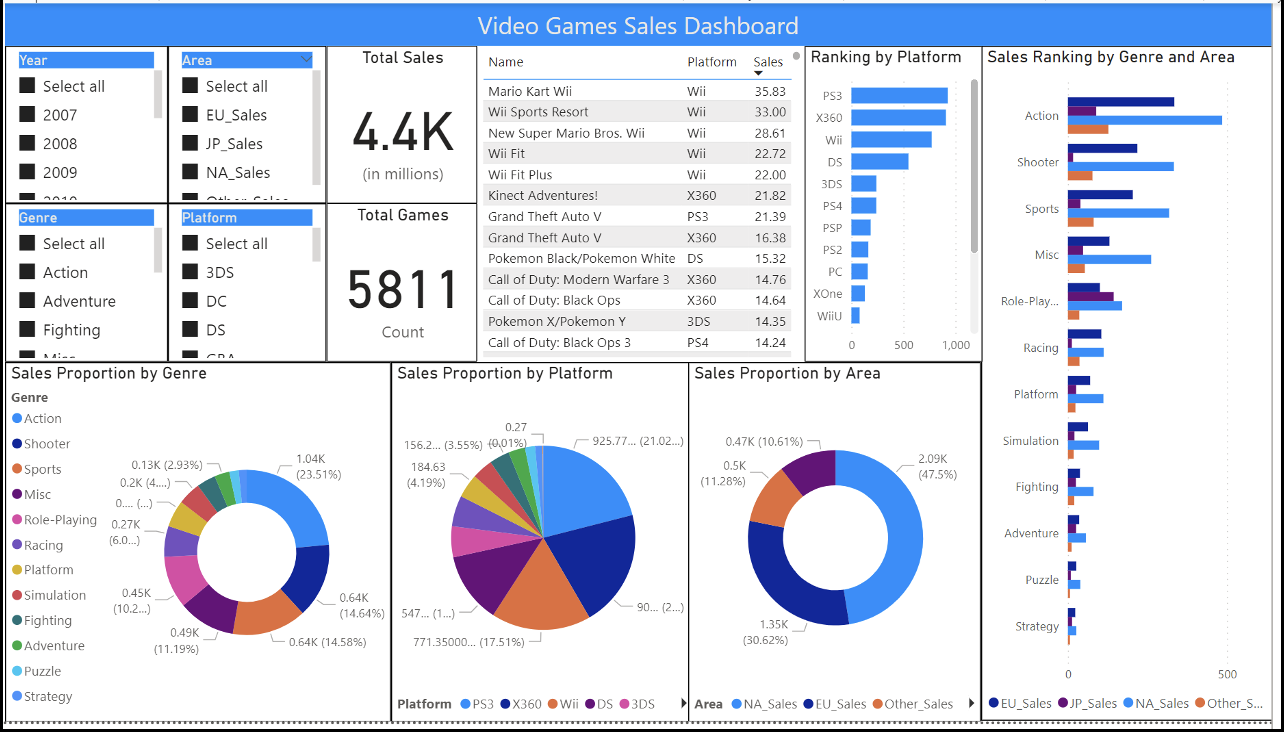 Video Games Sales Dashboard
Year
Select all
2007
2008
2009
Area
Select all
EU_Sales
JP_Sales
NA_Sales
Genre
Select all
Action
Adventure
Fighting
Platform
Select all
3DS
DC
DS
Total Sales
4.4K
(in millions)
Total Games
5811
Count
Name Platform Sales
Mario Kart Wii Wii 35.83
Wii Sports Resort Wii 33.00
New Super Mario Bros. Wii Wii 28.61
Wii Fit Wii 22.72
Wii Fit Plus Wii 22.00
Kinect Adventures! X360 21.82
Grand Theft Auto V PS3 21.39
Grand Theft Auto V X360 16.38
Pokemon Black/Pokemon White DS 15.32
Call of Duty: Modern Warfare 3 X360 14.76
Call of Duty: Black Ops X360 14.64
Pokemon X/Pokemon Y 3DS 14.35
Call of Duty: Black Ops 3 PS4 14.24
Ranking by Platform
PS3
X360
Wii
DS
3DS
PS4
PSP
PS2
PC
XOne
WiiU
0 500 1,000
Sales Ranking by Genre and Area
Action
Shooter
Sports
Misc
Role-Play...
Racing
Platform
Simulation
Fighting
Adventure
Puzzle
Strategy
0 500
EU_Sales JP_Sales NA_Sales Other_S...
Sales Proportion by Genre
Genre
Action
Shooter
Sports
Misc
Role-Playing
Racing
Platform
Simulation
Fighting
Adventure
Puzzle
Strategy
1.04K
(23.51%)
0.64K
(14.64%)
0.64K (14.58%)
0.49K
(11.19%)
0.45K
(10.2...)
0.27K
(6.0...)
0.... (...)
0.2K (4....)
0.13K (2.93%)
Sales Proportion by Platform
925.77... (21.02...)
90... (2...)
771.35000... (17.51%)
547... (1...)
184.63
(4.19%)
156.2... (3.55%)
0.27
(0.01%)
Platform PS3 X360 Wii DS 3DS
Sales Proportion by Area
2.09K
(47.5%)
1.35K
(30.62%)
0.5K
(11.28%)
0.47K (10.61%)
Area NA_Sales EU_Sales Other_Sales